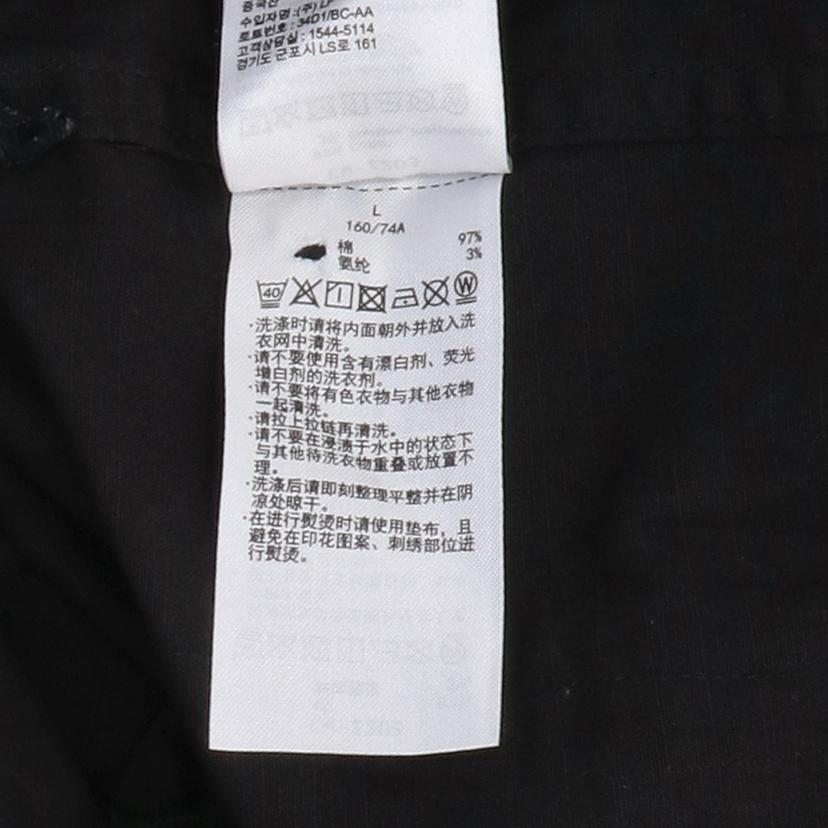 중국산
수입자명 :(주) LF
로트번호 : 34D1/BC-AA
고객상담실 : 1544-5114
경기도 군포시 LS로 161
L
160/74A
棉 97%
氨纶 3%
40 W
·洗涤时请将内面朝外并放入洗
衣网中清洗。
·请不要使用含有漂白剂、荧光
增白剂的洗衣剂。
·请不要将有色衣物与其他衣物
一起清洗。
·请拉上拉链再清洗。
·请不要在浸渍于水中的状态下
与其他待洗衣物重叠或放置不
理。
·洗涤后请即刻整理平整并在阴
凉处晾干。
·在进行熨烫时请使用垫布，且
避免在印花图案、刺绣部位进
行熨烫。